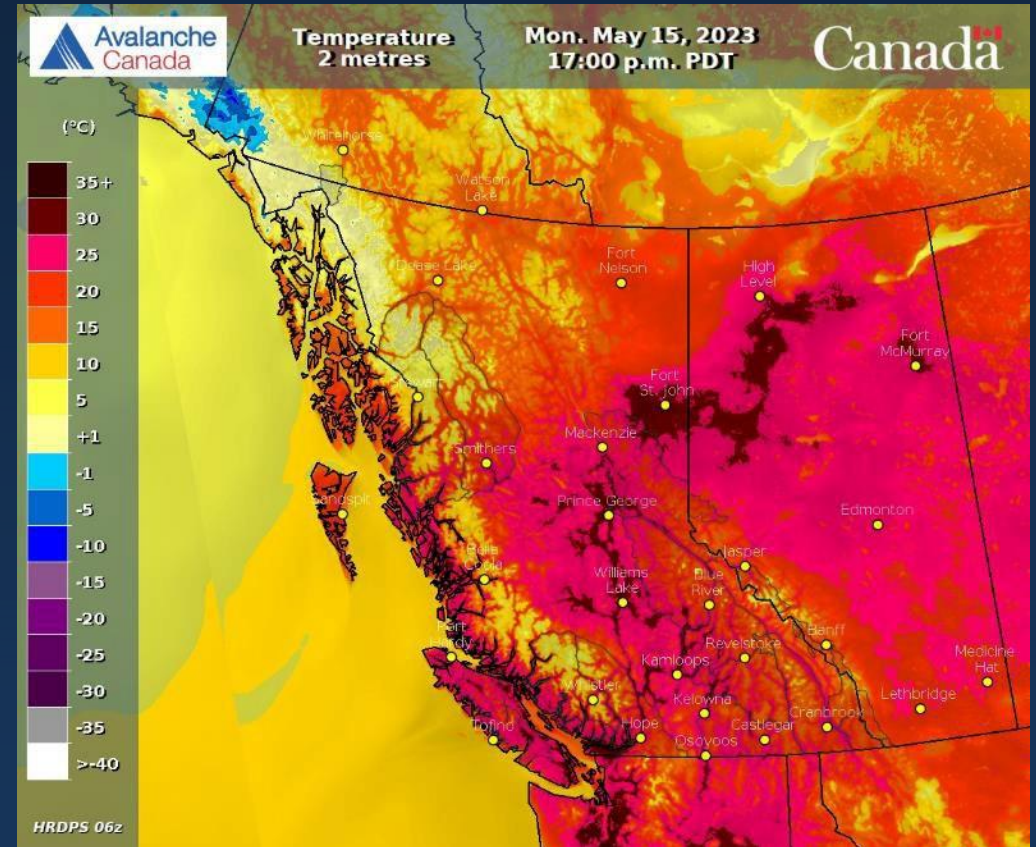 Avalanche
Canada
Temperature
2 metres
Mon. May 15, 2023
17:00 p.m. PDT
Canada
(°C)
35+
30
25
20
15
10
5
+1
-1
-5
-10
-15
-20
-25
-30
-35
>-40
HRDPS 06z
Whitehorse
Watson
Lake
Dease Lake
Fort
Nelson
High
Level
Fort
McMurray
Fort
St. John
Stewart
Mackenzie
Smithers
Prince George
Sandspit
Edmonton
Bella
Coola
Jasper
Williams
Lake
Blue
River
Port
Hardy
Revelstoke
Banff
Kamloops
Medicine
Hat
Whistler
Kelowna
Lethbridge
Tofino
Hope
Castlegar
Cranbrook
Osoyoos